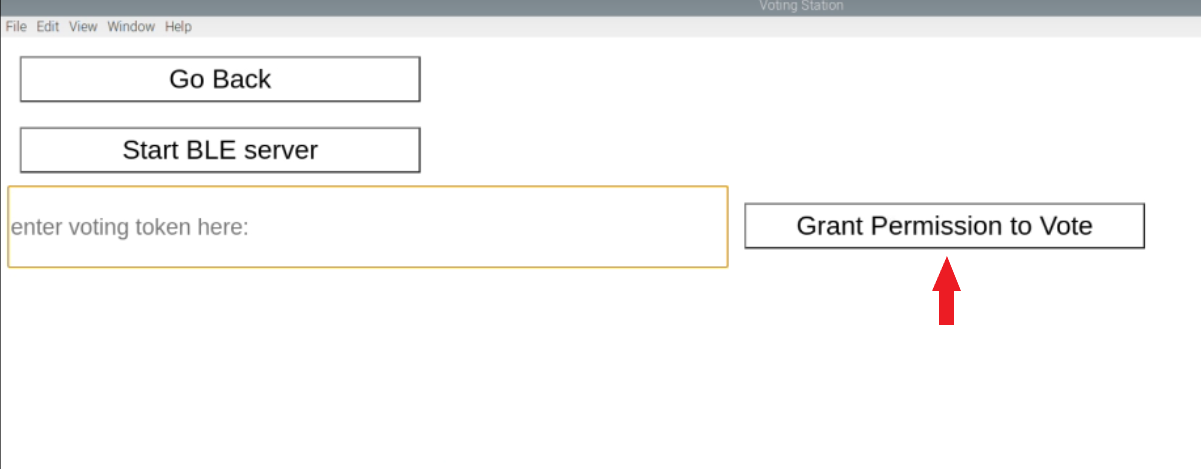 Voting Station
File Edit View Window Help
Go Back
Start BLE server
enter voting token here:
Grant Permission to Vote